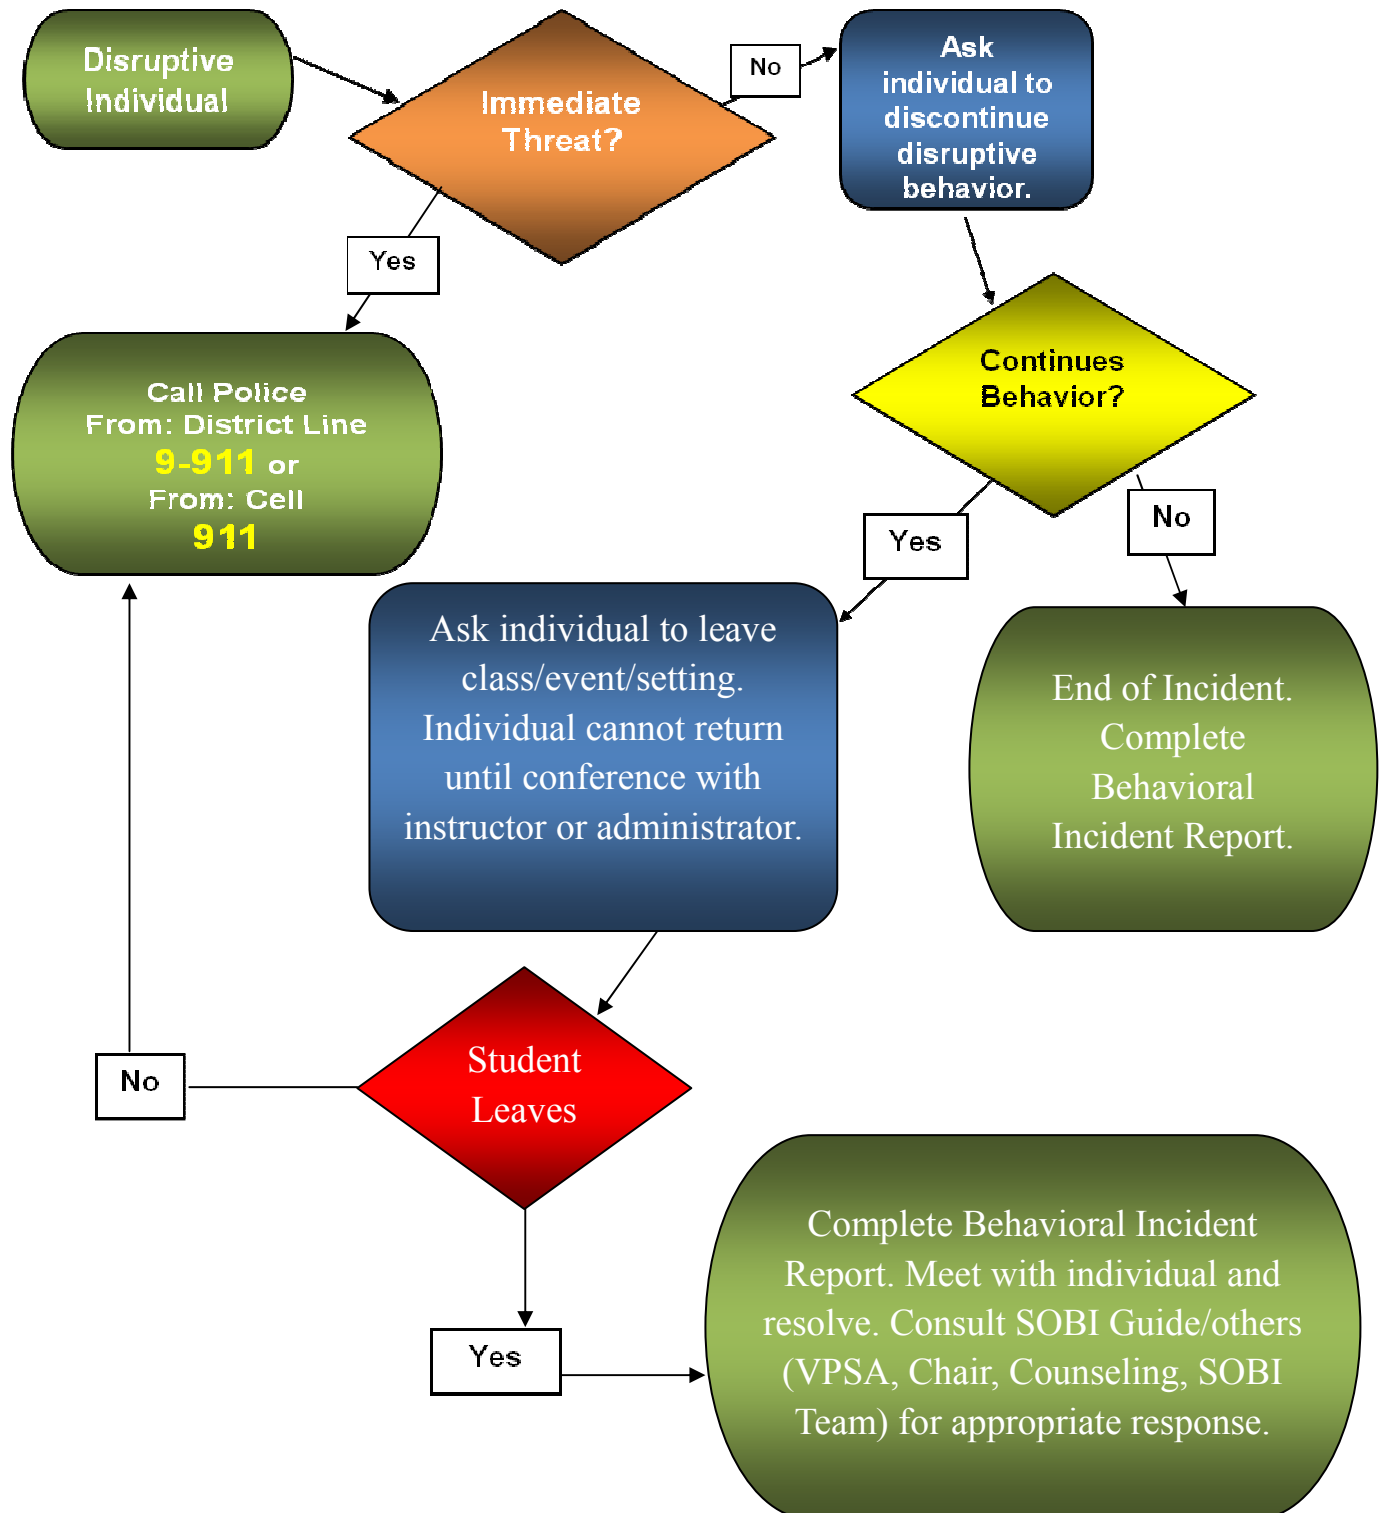 Disruptive
Individual
Immediate
Threat?
No
Ask
individual to
discontinue
disruptive
behavior.
Yes
Call Police
From: District Line
9-911 or
From: Cell
911
Continues
Behavior?
Yes
No
Ask individual to leave
class/event/setting.
Individual cannot return
until conference with
instructor or administrator.
End of Incident.
Complete
Behavioral
Incident Report.
Student
Leaves
No
Yes
Complete Behavioral Incident
Report. Meet with individual and
resolve. Consult SOBI Guide/others
(VPSA, Chair, Counseling, SOBI
Team) for appropriate response.